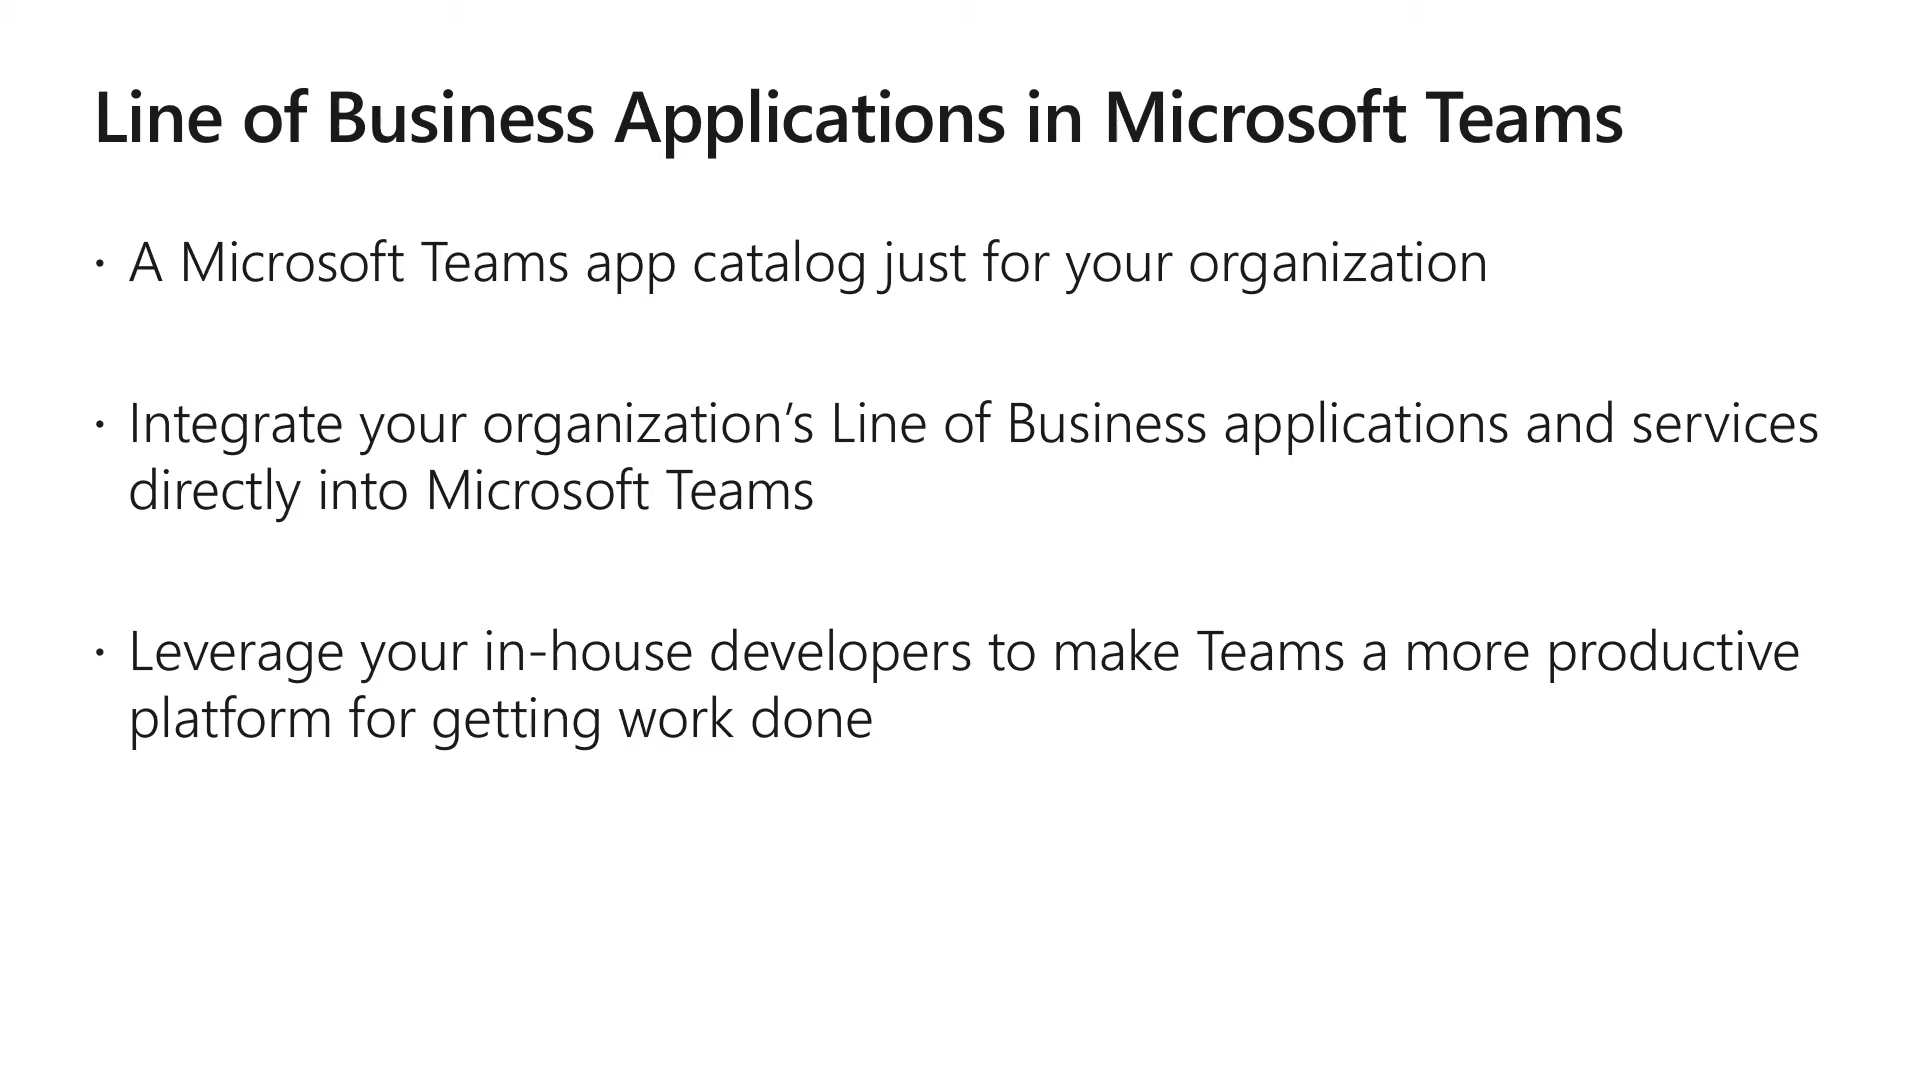 Line of Business Applications in Microsoft Teams
· A Microsoft Teams app catalog just for your organization
· Integrate your organization’s Line of Business applications and services
directly into Microsoft Teams
· Leverage your in-house developers to make Teams a more productive
platform for getting work done